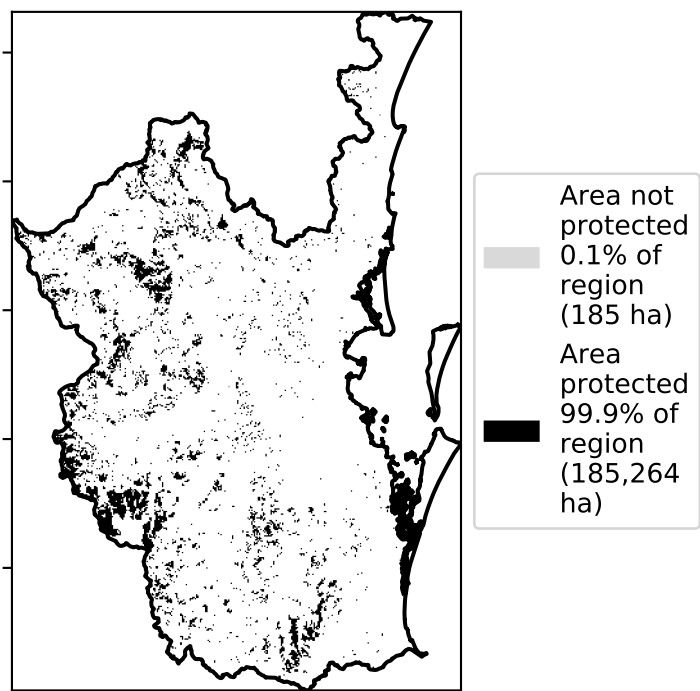 Area not
protected
0.1% of
region
(185 ha)
Area
protected
99.9% of
region
(185,264
ha)